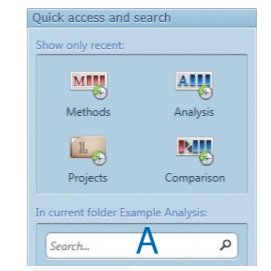 Quick access and search
Show only recent:
Methods Analysis
Projects Comparison
In current folder Example Analysis:
Search... A